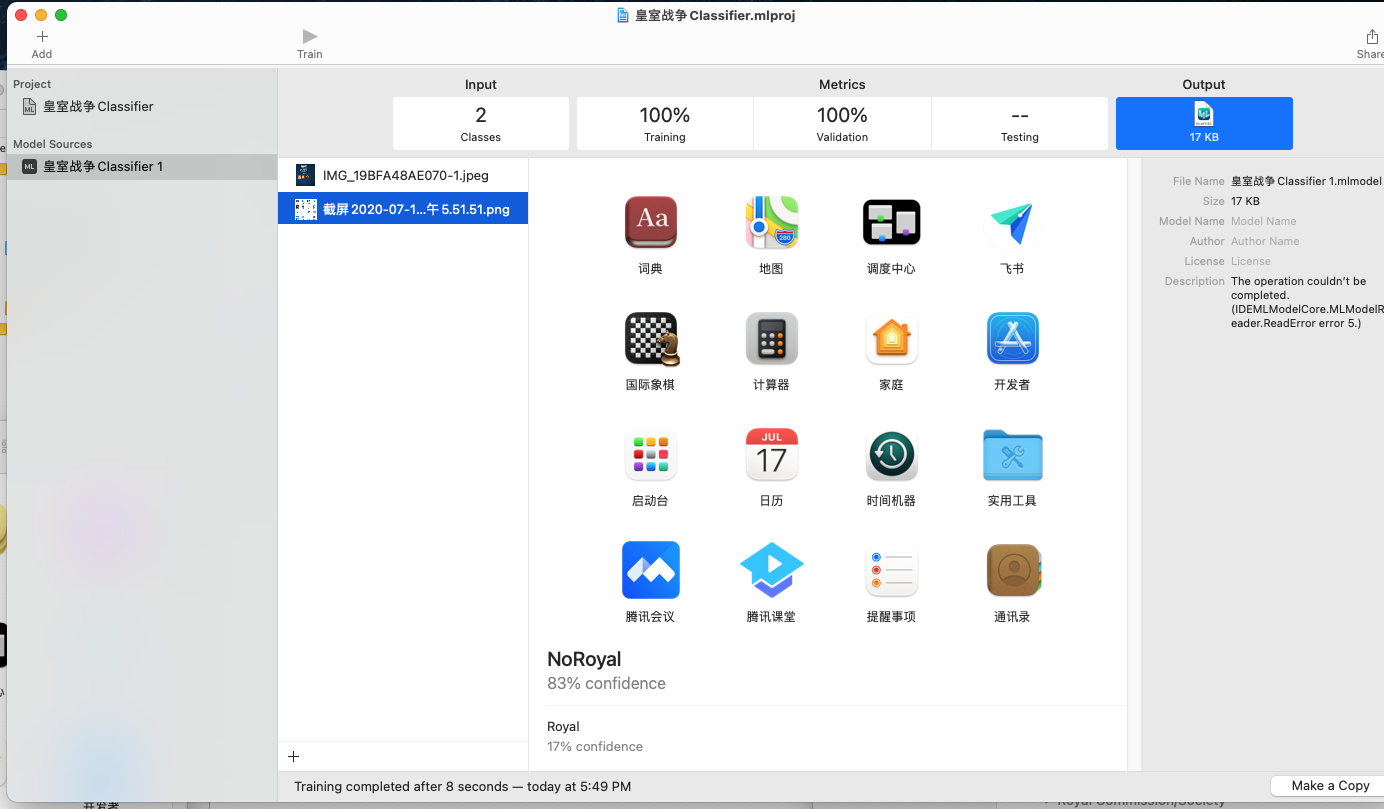 皇室战争 Classifier.mlproj
Add
Train
Share
Project
皇室战争 Classifier
Model Sources
ML 皇室战争 Classifier 1
Input
Metrics
Output
2
Classes
100%
Training
100%
Validation
--
Testing
17 KB
IMG_19BFA48AE070-1.jpeg
截屏 2020-07-1...午 5.51.51.png
Aa
280
词典
地图
调度中心
飞书
国际象棋
计算器
家庭
开发者
JUL
17
启动台
日历
时间机器
实用工具
腾讯会议
腾讯课堂
提醒事项
通讯录
NoRoyal
83% confidence
Royal
17% confidence
File Name 皇室战争 Classifier 1.mlmodel
Size 17 KB
Model Name Model Name
Author Author Name
License License
Description The operation couldn't be
completed.
(IDEMLModelCore.MLModelR
eader.ReadError error 5.)
Training completed after 8 seconds — today at 5:49 PM
Make a Copy